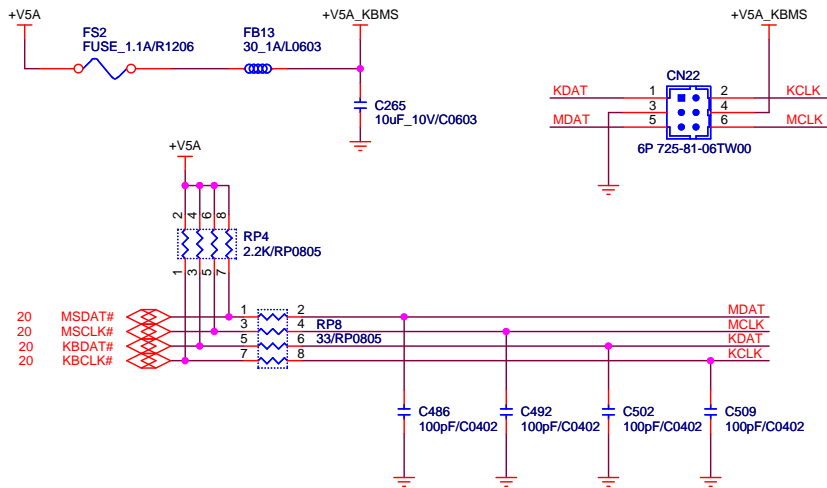 +V5A
FS2
FUSE_1.1A/R1206
FB13
30_1A/L0603
+V5A_KBMS
C265
10uF_10V/C0603
+V5A_KBMS
CN22
KDAT 1 2 KCLK
3 4
MDAT 5 6 MCLK
6P 725-81-06TW00
+V5A
2 4 6 8
RP4
2.2K/RP0805
1 3 5 7
20 MSDAT# 1 2 MDAT
20 MSCLK# 3 4 RP8 MCLK
20 KBDAT# 5 6 33/RP0805 KDAT
20 KBCLK# 7 8 KCLK
C486
100pF/C0402
C492
100pF/C0402
C502
100pF/C0402
C509
100pF/C0402